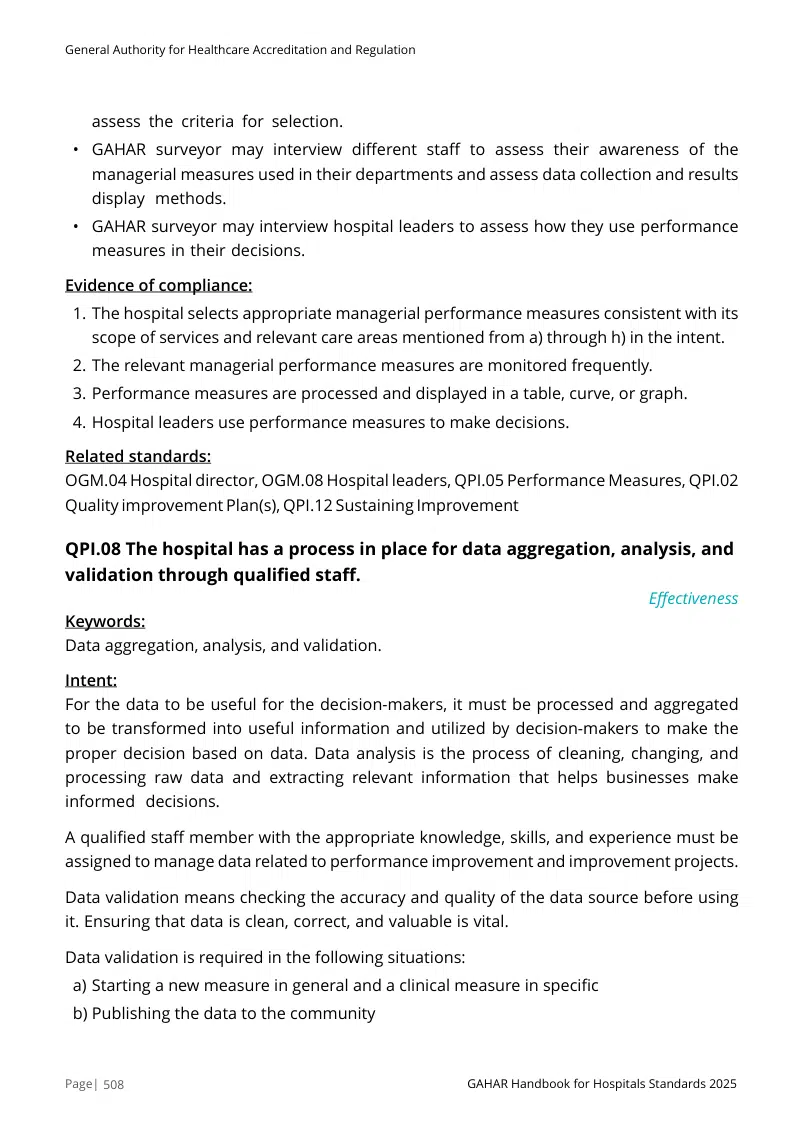 General Authority for Healthcare Accreditation and Regulation
assess the criteria for selection.
• GAHAR surveyor may interview different staff to assess their awareness of the
managerial measures used in their departments and assess data collection and results
display methods.
• GAHAR surveyor may interview hospital leaders to assess how they use performance
measures in their decisions.
Evidence of compliance:
1. The hospital selects appropriate managerial performance measures consistent with its
scope of services and relevant care areas mentioned from a) through h) in the intent.
2. The relevant managerial performance measures are monitored frequently.
3. Performance measures are processed and displayed in a table, curve, or graph.
4. Hospital leaders use performance measures to make decisions.
Related standards:
OGM.04 Hospital director, OGM.08 Hospital leaders, QPI.05 Performance Measures, QPI.02
Quality improvement Plan(s), QPI.12 Sustaining Improvement
QPI.08 The hospital has a process in place for data aggregation, analysis, and
validation through qualified staff.
Effectiveness
Keywords:
Data aggregation, analysis, and validation.
Intent:
For the data to be useful for the decision-makers, it must be processed and aggregated
to be transformed into useful information and utilized by decision-makers to make the
proper decision based on data. Data analysis is the process of cleaning, changing, and
processing raw data and extracting relevant information that helps businesses make
informed decisions.
A qualified staff member with the appropriate knowledge, skills, and experience must be
assigned to manage data related to performance improvement and improvement projects.
Data validation means checking the accuracy and quality of the data source before using
it. Ensuring that data is clean, correct, and valuable is vital.
Data validation is required in the following situations:
a) Starting a new measure in general and a clinical measure in specific
b) Publishing the data to the community
Page| 508
GAHAR Handbook for Hospitals Standards 2025